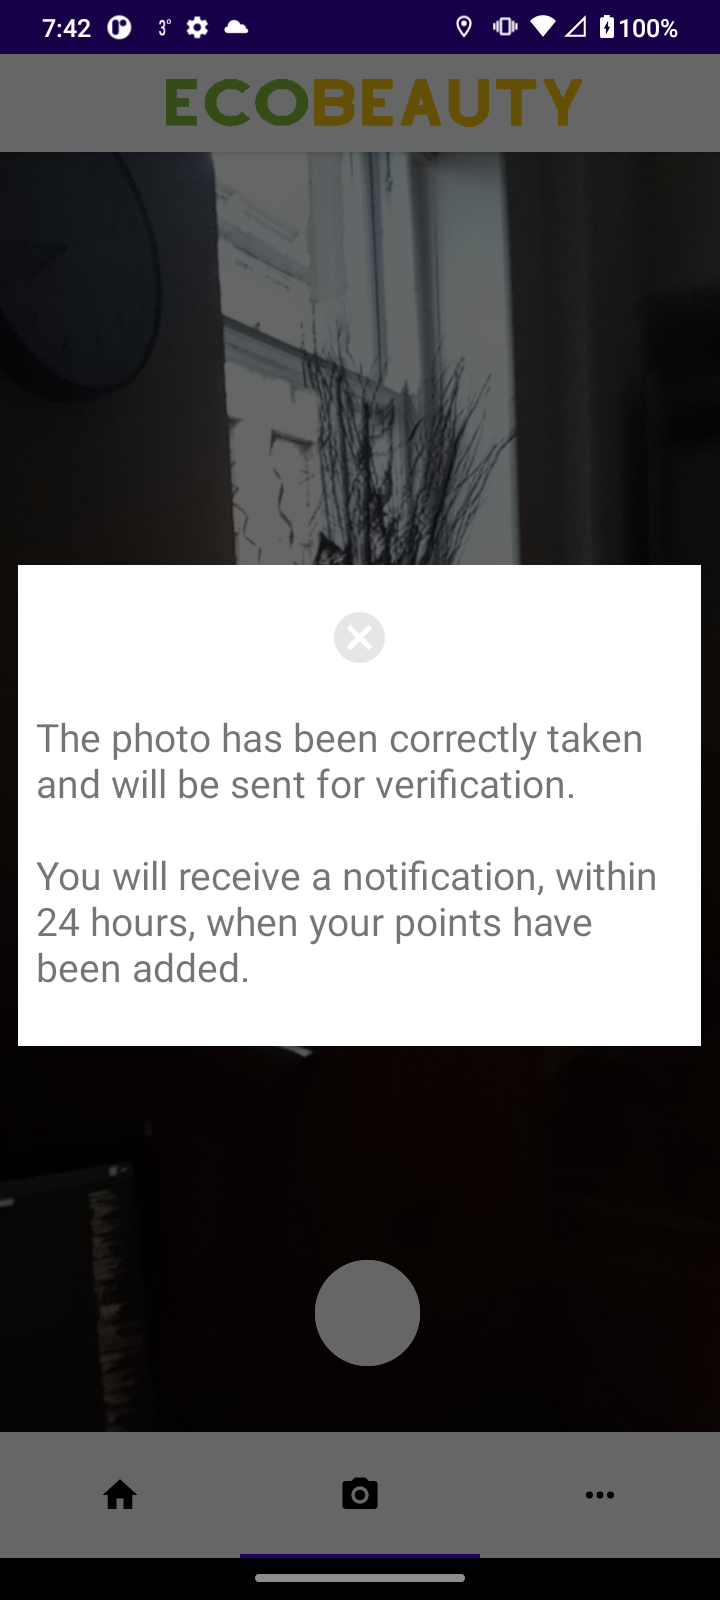 7:42 3° 100%
ECOBEAUTY
The photo has been correctly taken
and will be sent for verification.
You will receive a notification, within
24 hours, when your points have
been added.